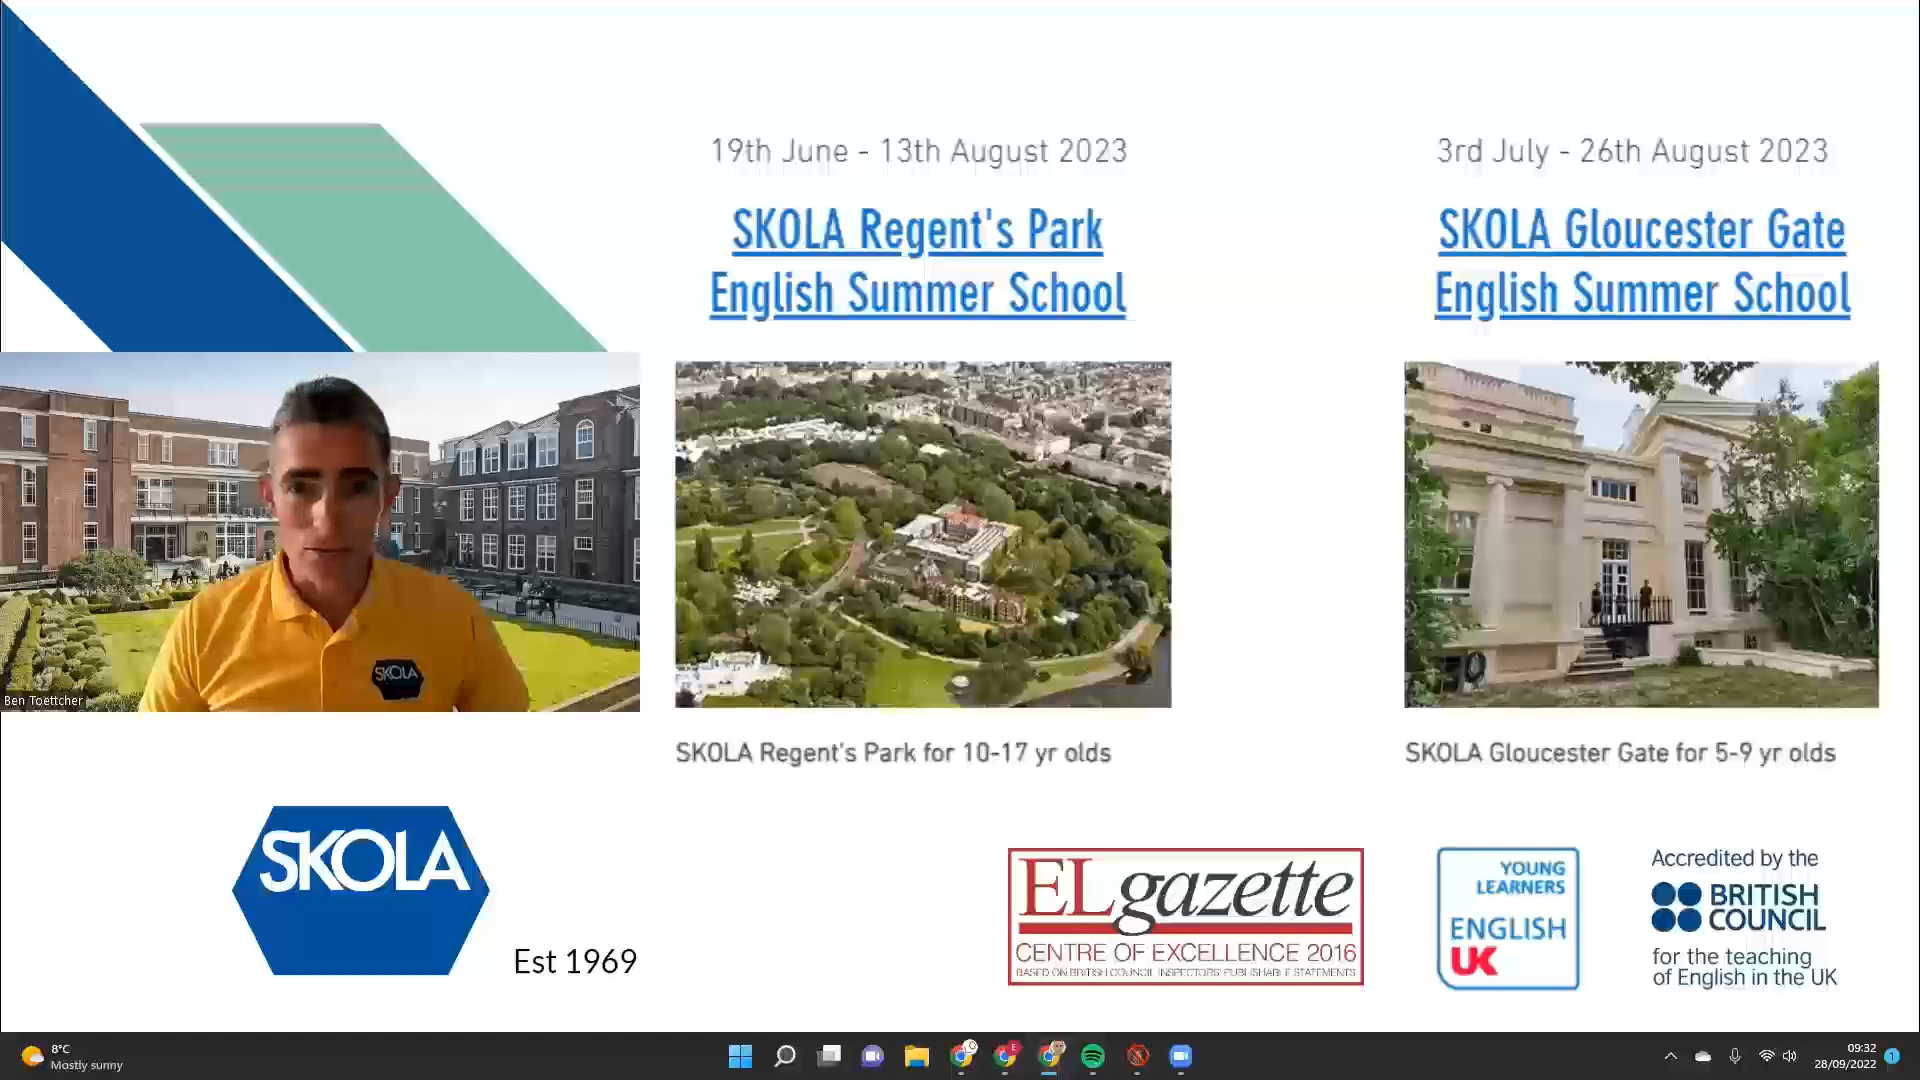 19th June - 13th August 2023
SKOLA Regent's Park
English Summer School
3rd July - 26th August 2023
SKOLA Gloucester Gate
English Summer School
SKOLA
Ben Toettcher
SKOLA Regent's Park for 10-17 yr olds
SKOLA Gloucester Gate for 5-9 yr olds
SKOLA
Est 1969
EL gazette
CENTRE OF EXCELLENCE 2016
BASED ON BRITISH COUNCIL INSPECTORS' PUBLISHABLE STATEMENTS
YOUNG
LEARNERS
ENGLISH
UK
Accredited by the
BRITISH
COUNCIL
for the teaching
of English in the UK
8°C
Mostly sunny
09:32
28/09/2022
1